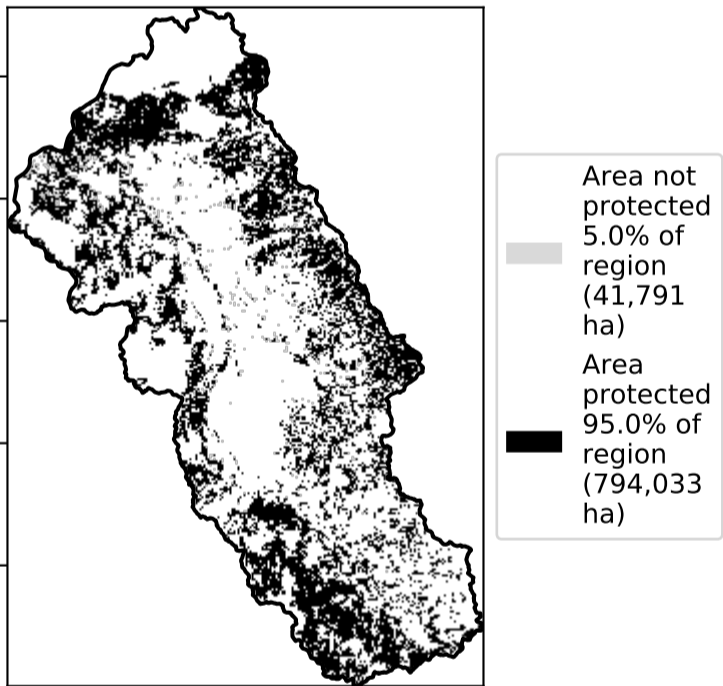 Area not
protected
5.0% of
region
(41,791
ha)
Area
protected
95.0% of
region
(794,033
ha)